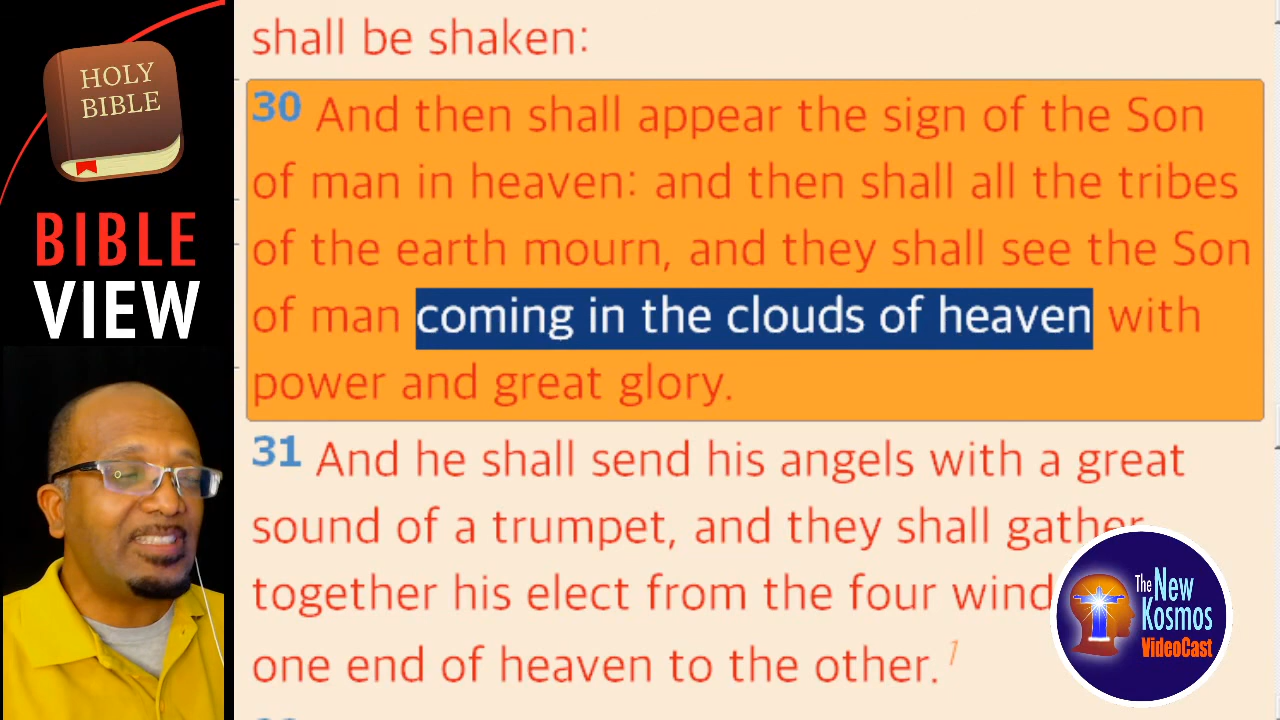 HOLY
BIBLE
BIBLE
VIEW
shall be shaken:
30 And then shall appear the sign of the Son
of man in heaven: and then shall all the tribes
of the earth mourn, and they shall see the Son
of man coming in the clouds of heaven with
power and great glory.
31 And he shall send his angels with a great
sound of a trumpet, and they shall gather
together his elect from the four wind
one end of heaven to the other. 1
The New
Kosmos
VideoCast